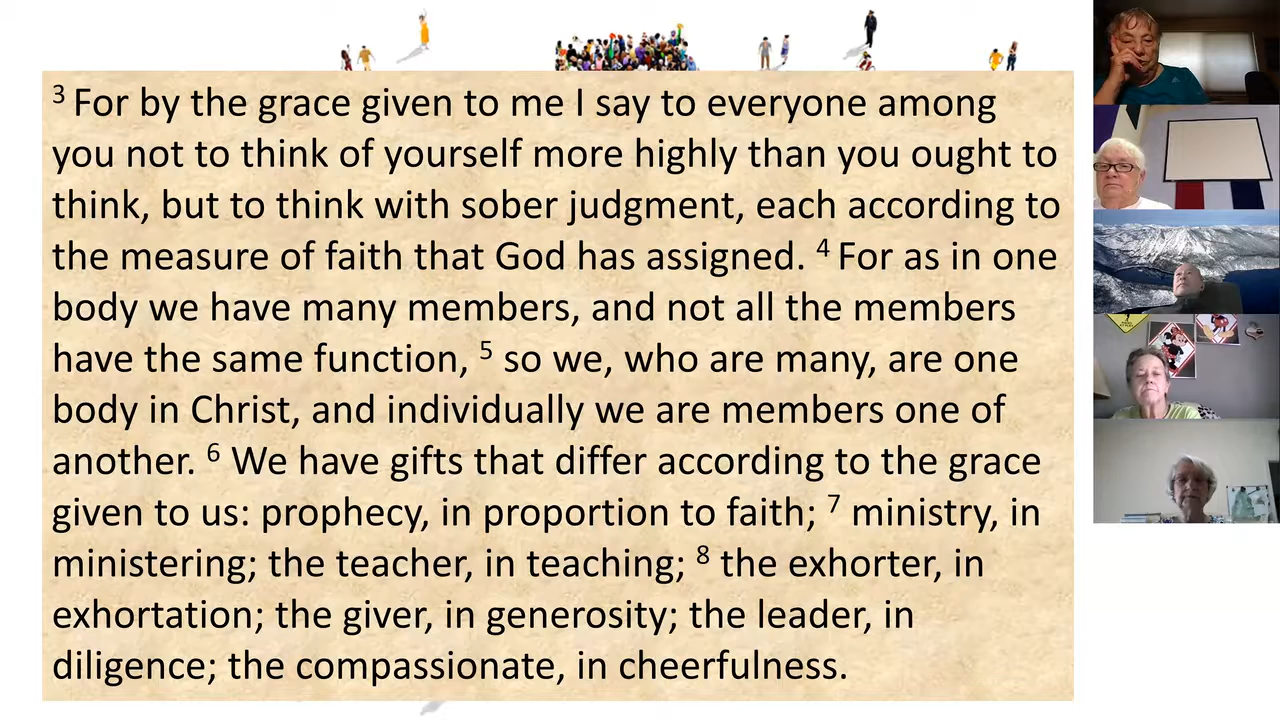 3 For by the grace given to me I say to everyone among
you not to think of yourself more highly than you ought to
think, but to think with sober judgment, each according to
the measure of faith that God has assigned. 4 For as in one
body we have many members, and not all the members
have the same function, 5 so we, who are many, are one
body in Christ, and individually we are members one of
another. 6 We have gifts that differ according to the grace
given to us: prophecy, in proportion to faith; 7 ministry, in
ministering; the teacher, in teaching; 8 the exhorter, in
exhortation; the giver, in generosity; the leader, in
diligence; the compassionate, in cheerfulness.